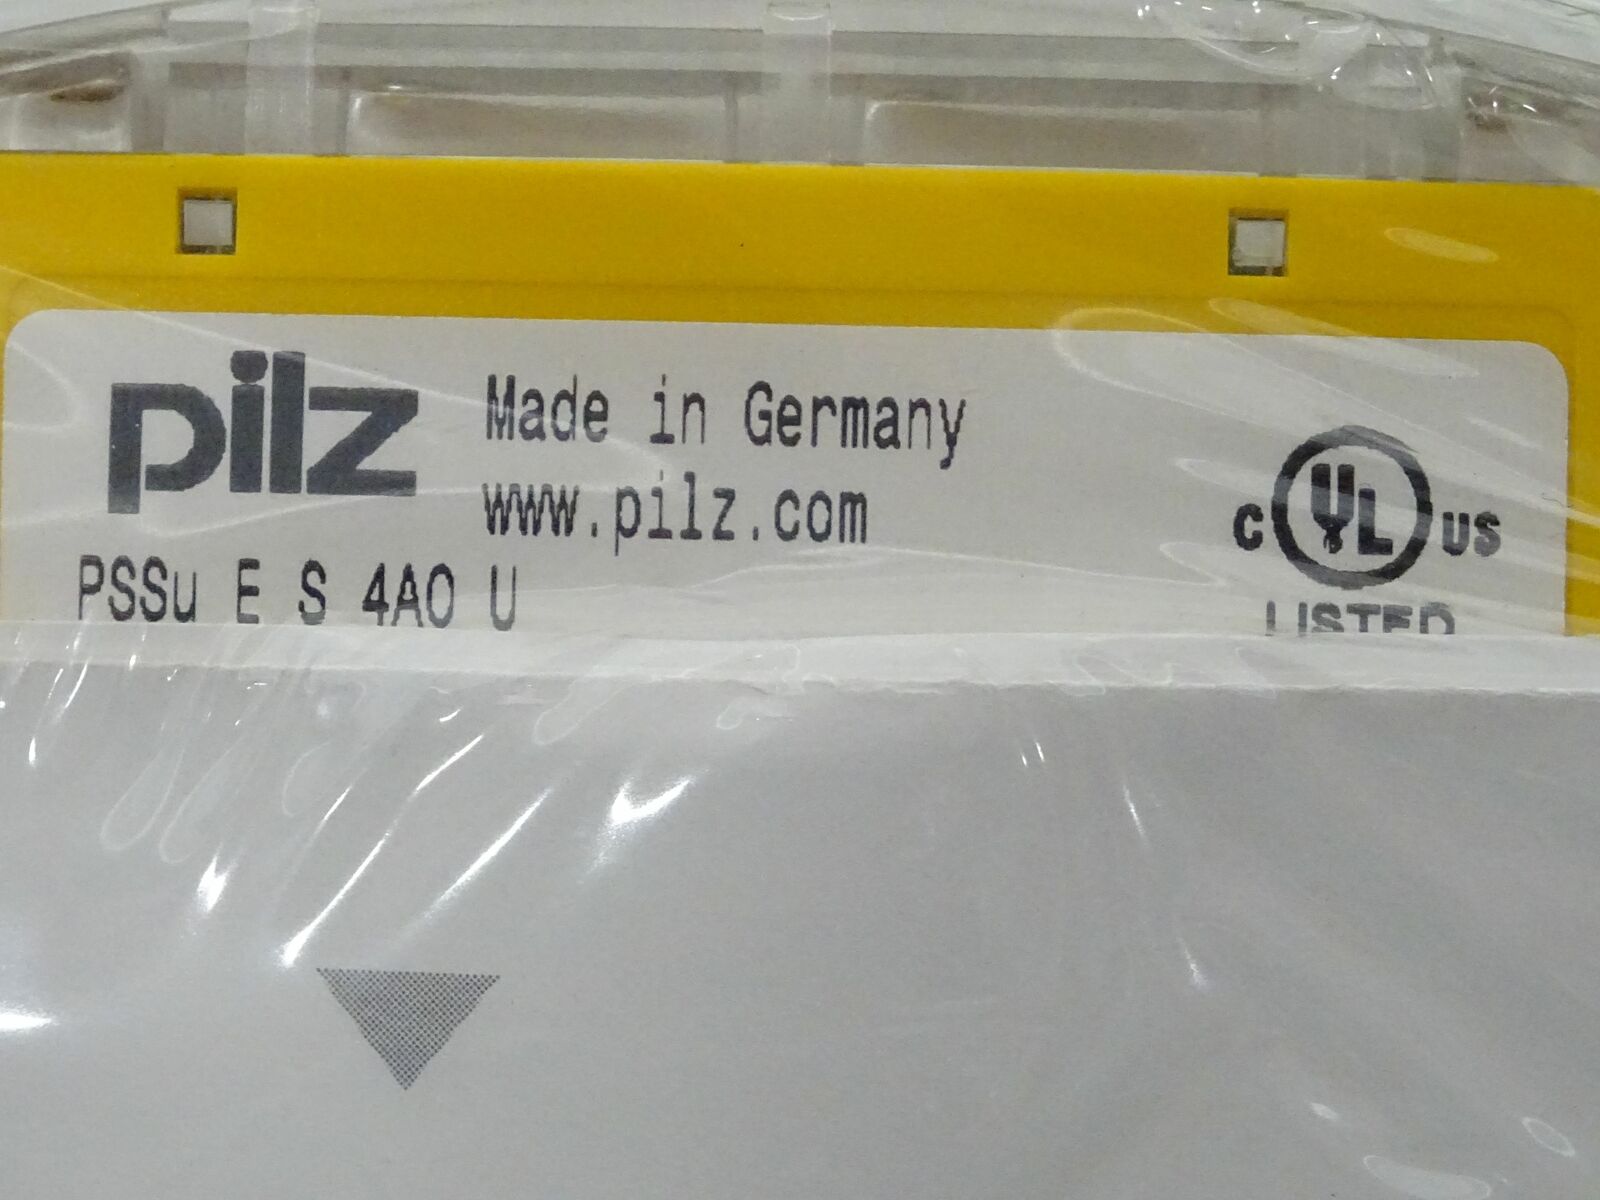 pilz Made in Germany
www.pilz.com
PSSu E S 4AO U
C UL US
LISTED